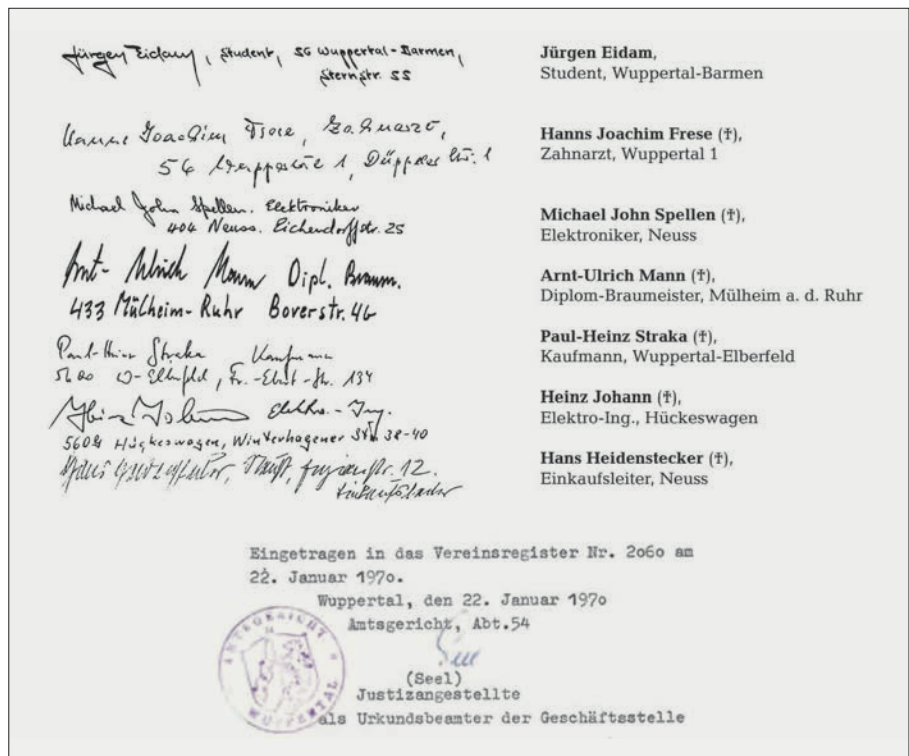 Jürgen Eidam, Student, 56 Wuppertal-Barmen,
Sternstr. 55
Jürgen Eidam,
Student, Wuppertal-Barmen
Hanns Joachim Frese, Zahnarzt,
56 Wuppertal 1, Düppeler Str. 1
Hanns Joachim Frese (✝),
Zahnarzt, Wuppertal 1
Michael John Spellen. Elektroniker
404 Neuss. Eichendorffstr. 25
Michael John Spellen (✝),
Elektroniker, Neuss
Arnt-Ulrich Mann Dipl. Braum.
433 Mülheim-Ruhr Boverstr. 46
Arnt-Ulrich Mann (✝),
Diplom-Braumeister, Mülheim a. d. Ruhr
Paul-Heinz Straka Kaufmann
5600 W-Elberfeld, Fr.-Ebert-Str. 134
Paul-Heinz Straka (✝),
Kaufmann, Wuppertal-Elberfeld
Heinz Johann Elektro.-Ing.
5609 Hückeswagen, Winterhagener Str. 38-40
Heinz Johann (✝),
Elektro-Ing., Hückeswagen
Hans Heidenstecker, Neuß, 12.
Einkaufsleiter
Hans Heidenstecker (✝),
Einkaufsleiter, Neuss
Eingetragen in das Vereinsregister Nr. 2o6o am
22. Januar 197o.
Wuppertal, den 22. Januar 197o
Amtsgericht, Abt.54
(Seel)
Justizangestellte
als Urkundsbeamter der Geschäftsstelle
AMTSGERICHT
WUPPERTAL